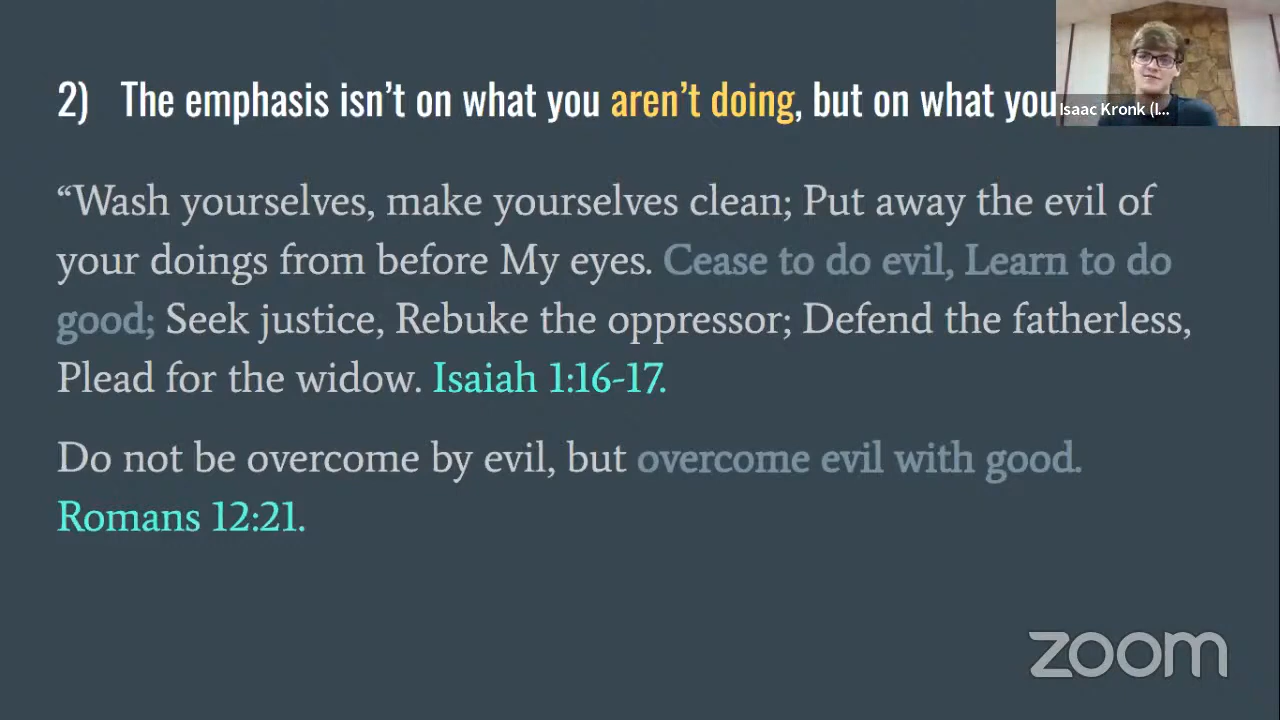 2) The emphasis isn’t on what you aren’t doing, but on what you
Isaac Kronk (I...
“Wash yourselves, make yourselves clean; Put away the evil of
your doings from before My eyes. Cease to do evil, Learn to do
good; Seek justice, Rebuke the oppressor; Defend the fatherless,
Plead for the widow. Isaiah 1:16-17.
Do not be overcome by evil, but overcome evil with good.
Romans 12:21.
zoom